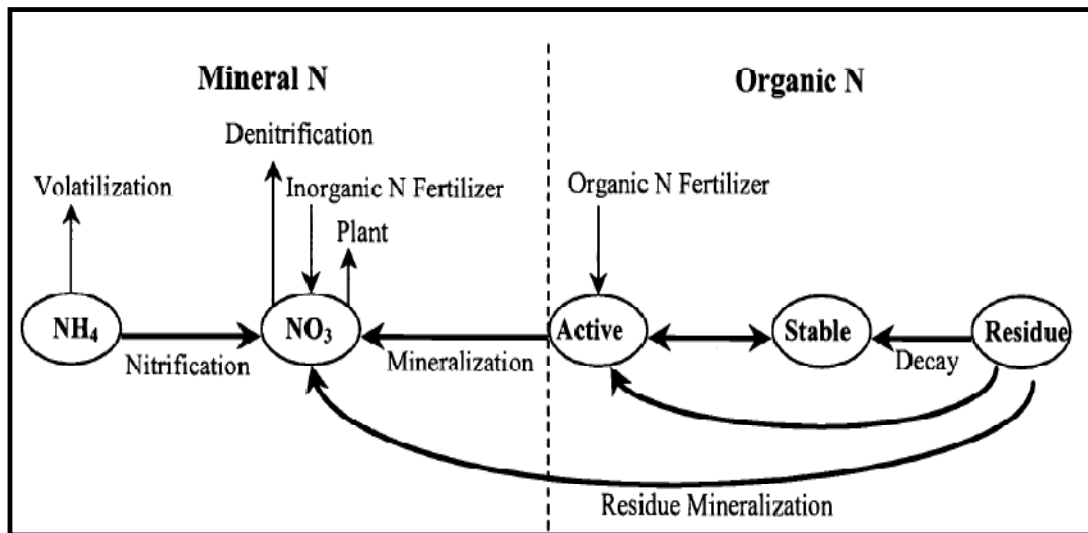 Mineral N
Organic N
Denitrification
Volatilization
Inorganic N Fertilizer
Organic N Fertilizer
Plant
NH₄
NO₃
Active
Stable
Residue
Nitrification
Mineralization
Decay
Residue Mineralization